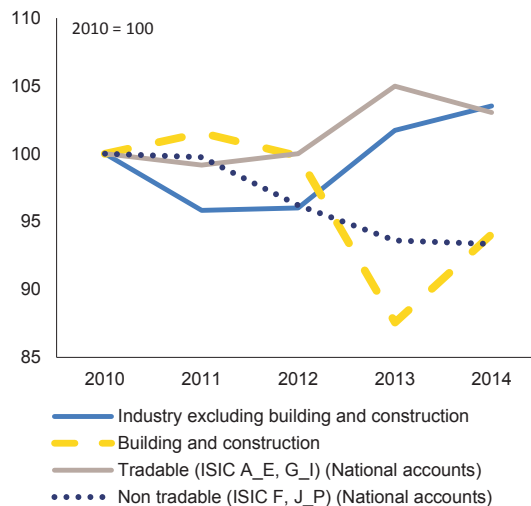 110
2010 = 100
105
100
95
90
85
2010 2011 2012 2013 2014
Industry excluding building and construction
Building and construction
Tradable (ISIC A_E, G_I) (National accounts)
Non tradable (ISIC F, J_P) (National accounts)